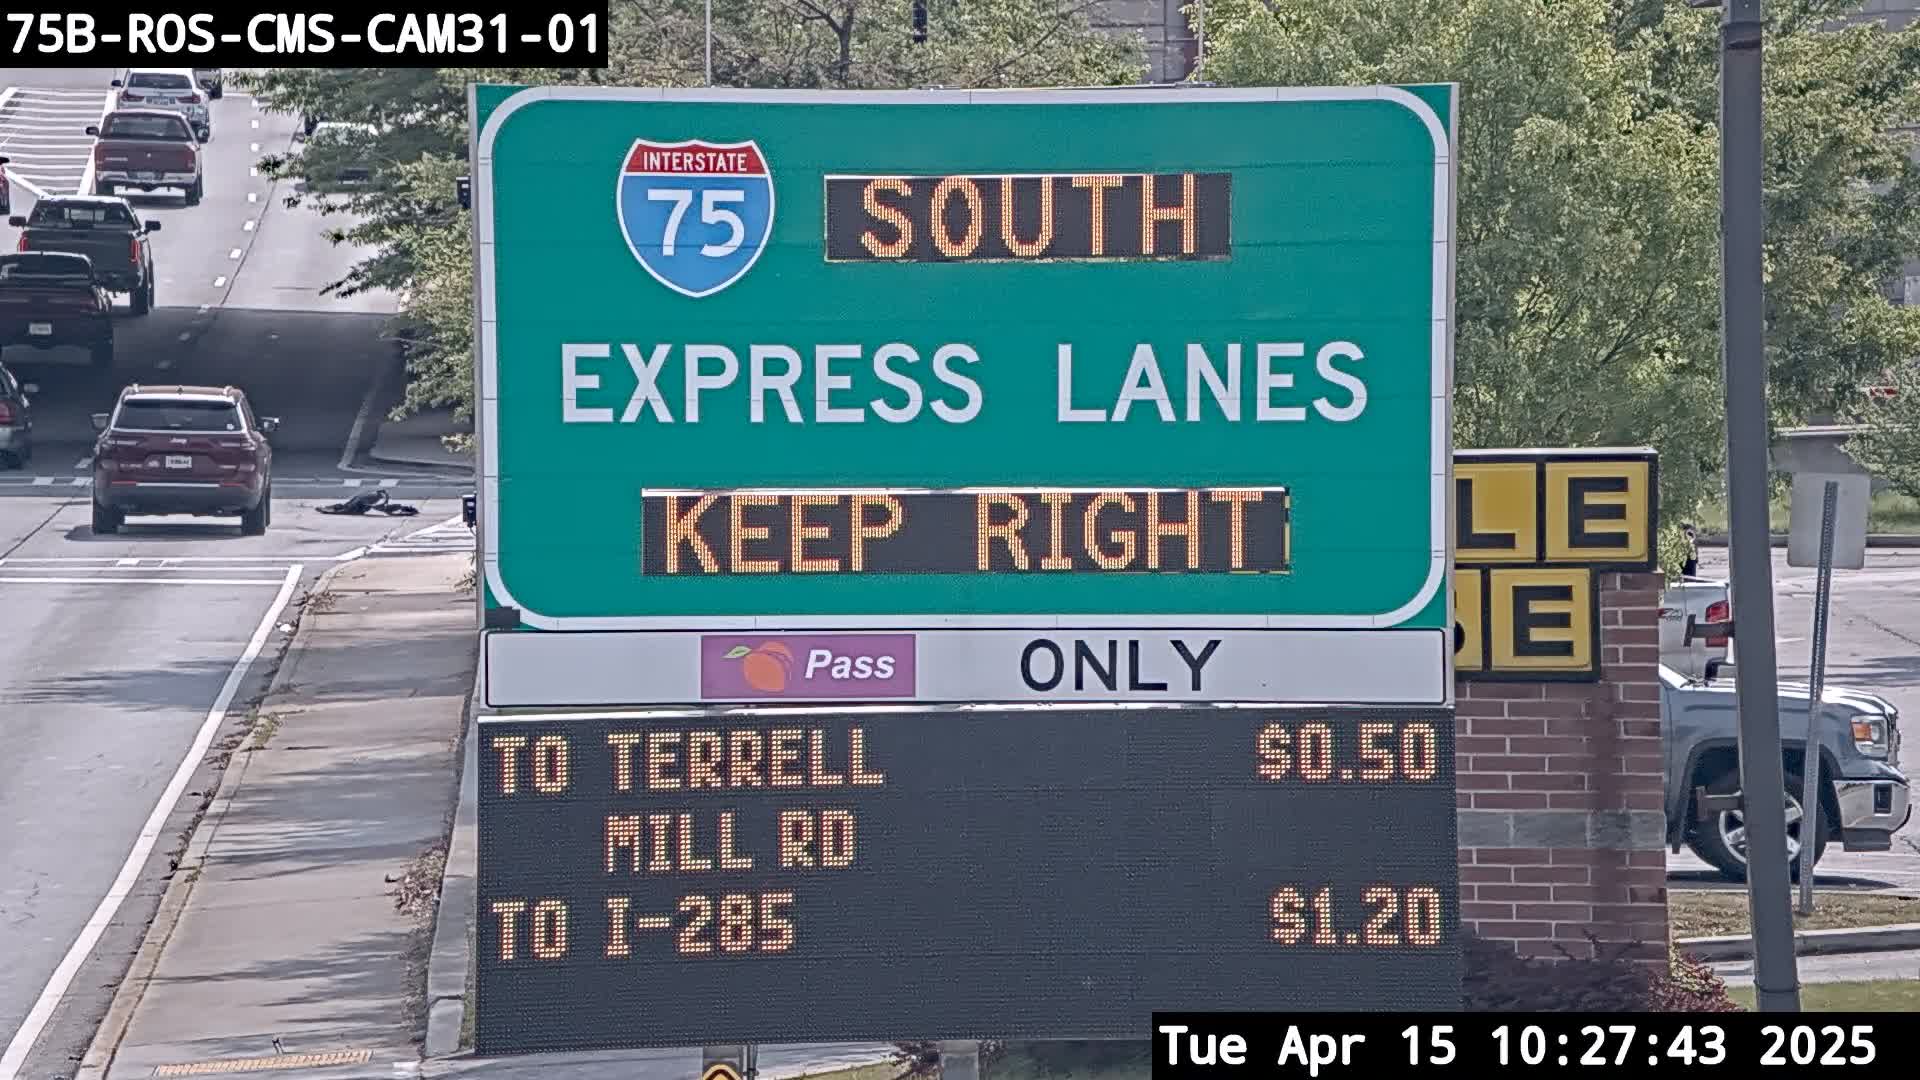 75B-ROS-CMS-CAM31-01
INTERSTATE
75
SOUTH
EXPRESS LANES
KEEP RIGHT
Pass ONLY
TO TERRELL $0.50
MILL RD
TO I-285 $1.20
LE
E
Jeep
Tue Apr 15 10:27:43 2025